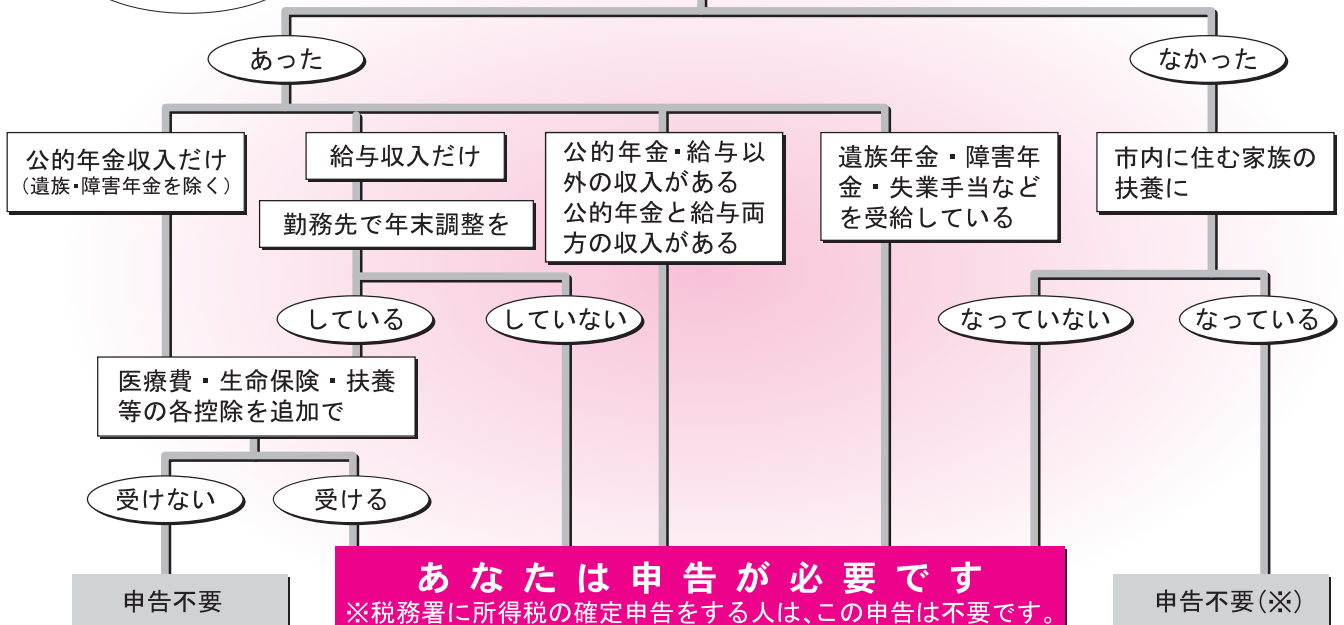 あった
なかった
公的年金収入だけ
（遺族・障害年金を除く）
給与収入だけ
公的年金・給与以
外の収入がある
公的年金と給与両
方の収入がある
遺族年金・障害年
金・失業手当など
を受給している
市内に住む家族の
扶養に
勤務先で年末調整を
している
していない
なっていない
なっている
医療費・生命保険・扶養
等の各控除を追加で
受けない
受ける
申告不要
あなたは申告が必要です
※税務署に所得税の確定申告をする人は、この申告は不要です。
申告不要（※）